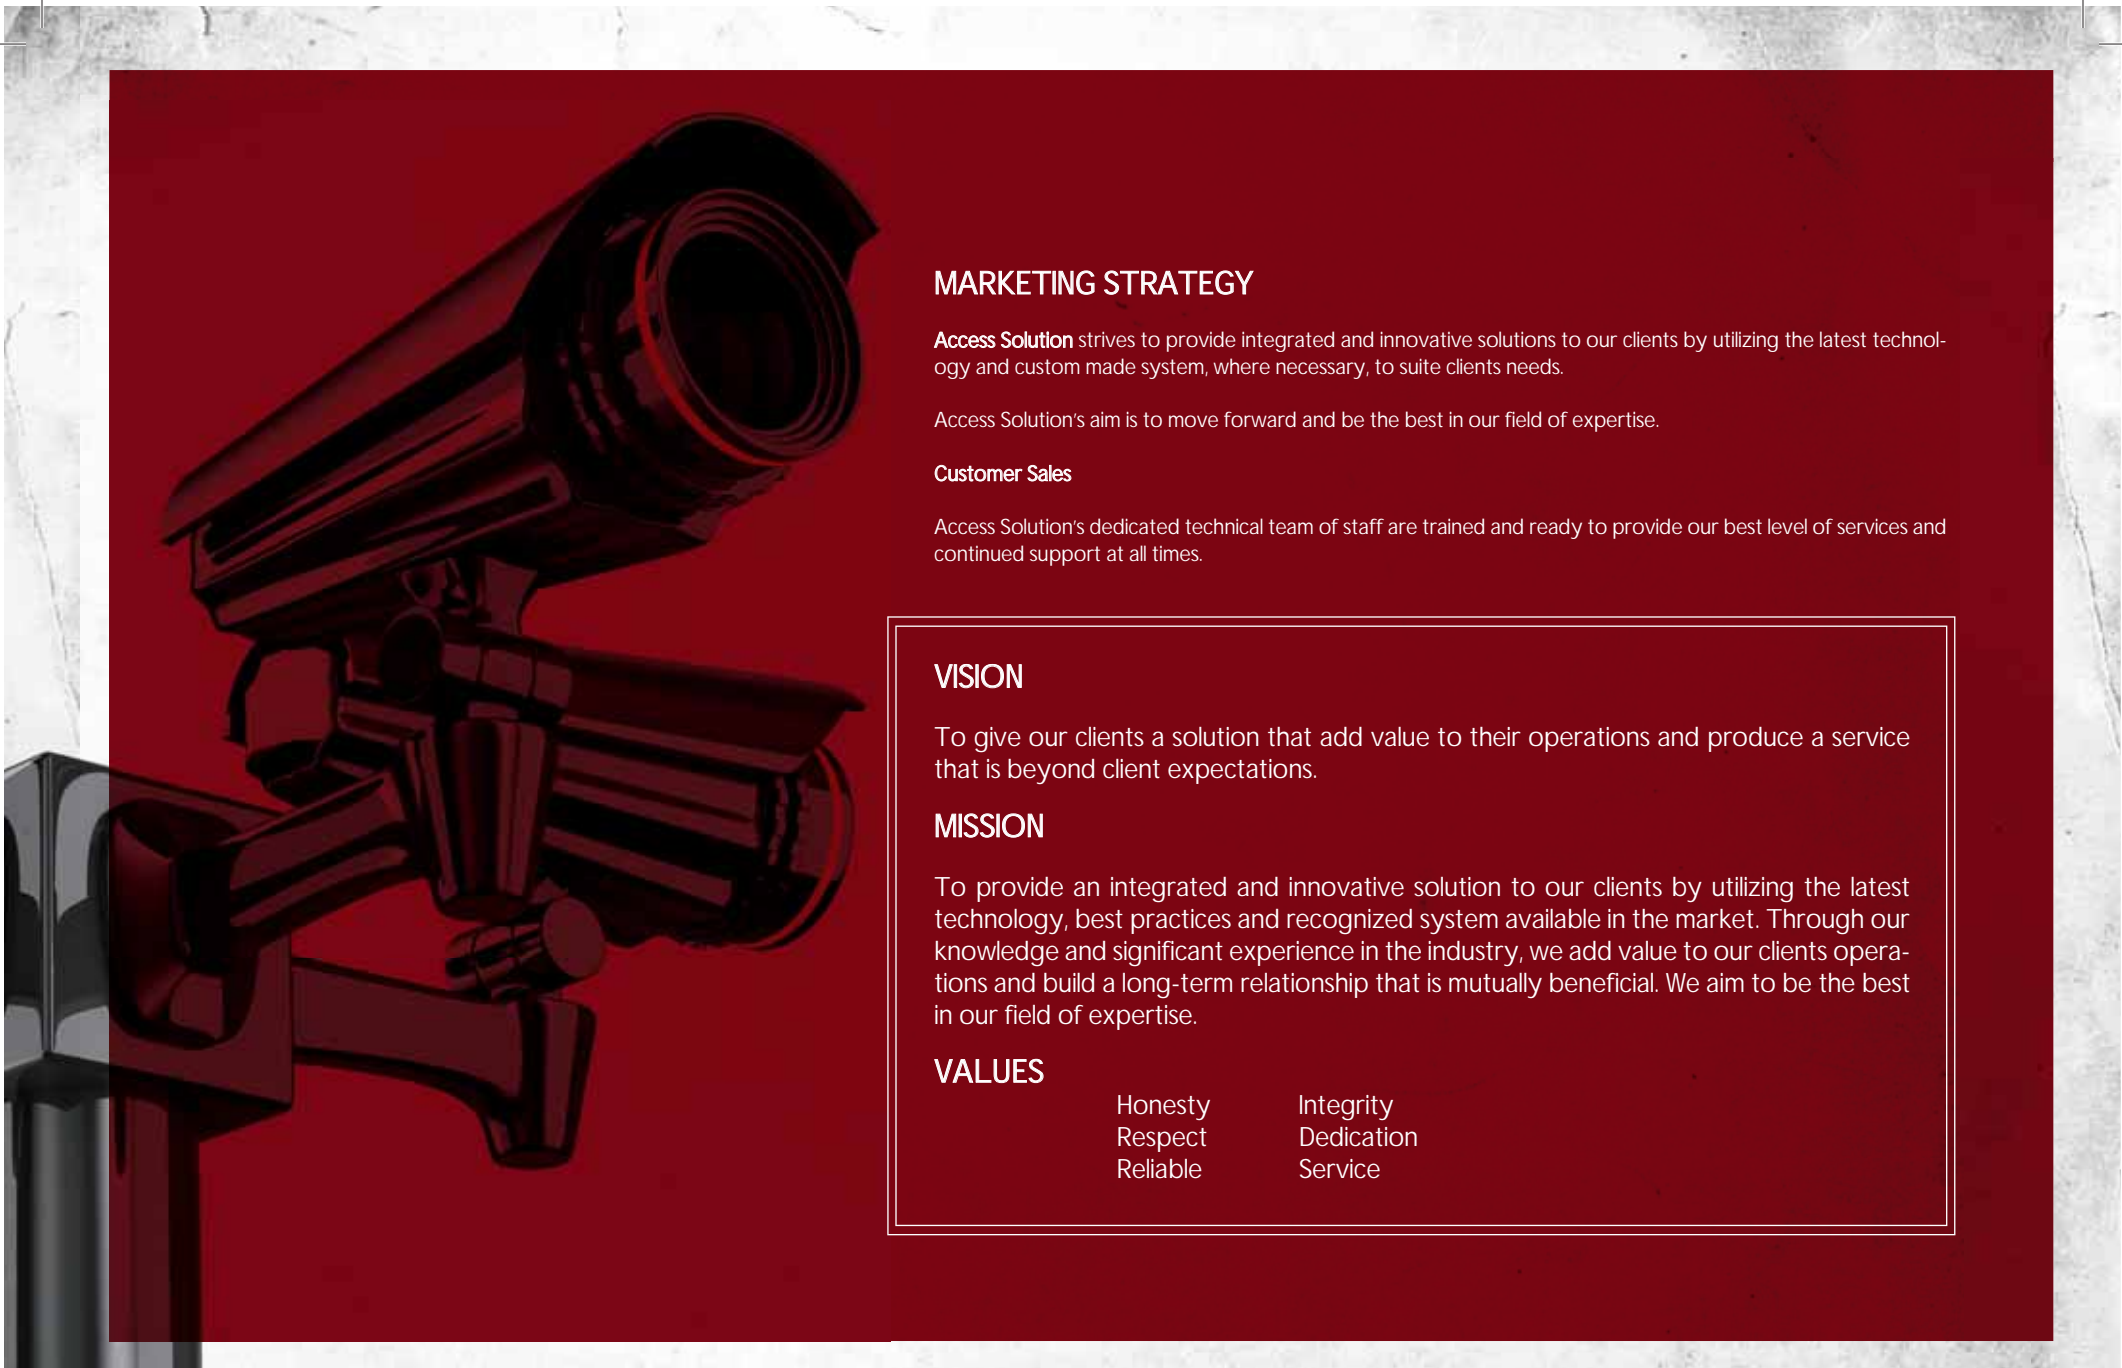 MARKETING STRATEGY
Access Solution strives to provide integrated and innovative solutions to our clients by utilizing the latest technol-
ogy and custom made system, where necessary, to suite clients needs.
Access Solution's aim is to move forward and be the best in our field of expertise.
Customer Sales
Access Solution's dedicated technical team of staff are trained and ready to provide our best level of services and
continued support at all times.
VISION
To give our clients a solution that add value to their operations and produce a service
that is beyond client expectations.
MISSION
To provide an integrated and innovative solution to our clients by utilizing the latest
technology, best practices and recognized system available in the market. Through our
knowledge and significant experience in the industry, we add value to our clients opera-
tions and build a long-term relationship that is mutually beneficial. We aim to be the best
in our field of expertise.
VALUES
Honesty Integrity
Respect Dedication
Reliable Service